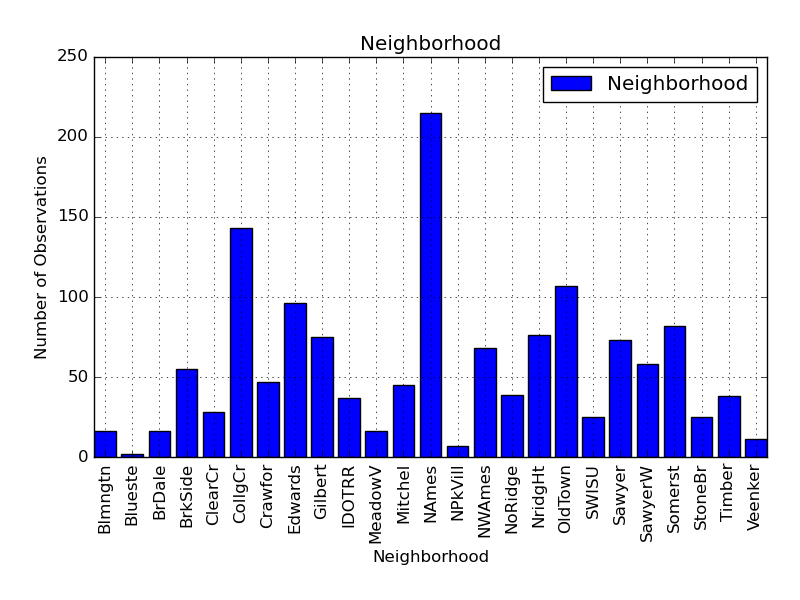 Neighborhood
Neighborhood
250
200
150
100
50
0
Number of Observations
Blmngtn
Blueste
BrDale
BrkSide
ClearCr
CollgCr
Crawfor
Edwards
Gilbert
IDOTRR
MeadowV
Mitchel
NAmes
NPkVill
NWAmes
NoRidge
NridgHt
OldTown
SWISU
Sawyer
SawyerW
Somerst
StoneBr
Timber
Veenker
Neighborhood